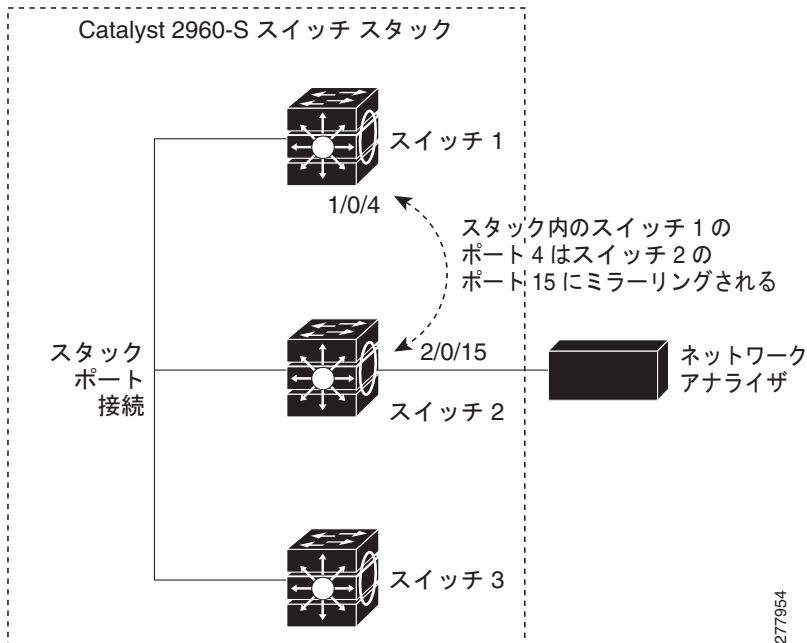 Catalyst 2960-S スイッチ スタック
スイッチ 1
1/0/4
スタック内のスイッチ 1 の
ポート 4 はスイッチ 2 の
ポート 15 にミラーリングされる
スタック
ポート
接続
2/0/15
スイッチ 2
ネットワーク
アナライザ
スイッチ 3
277954